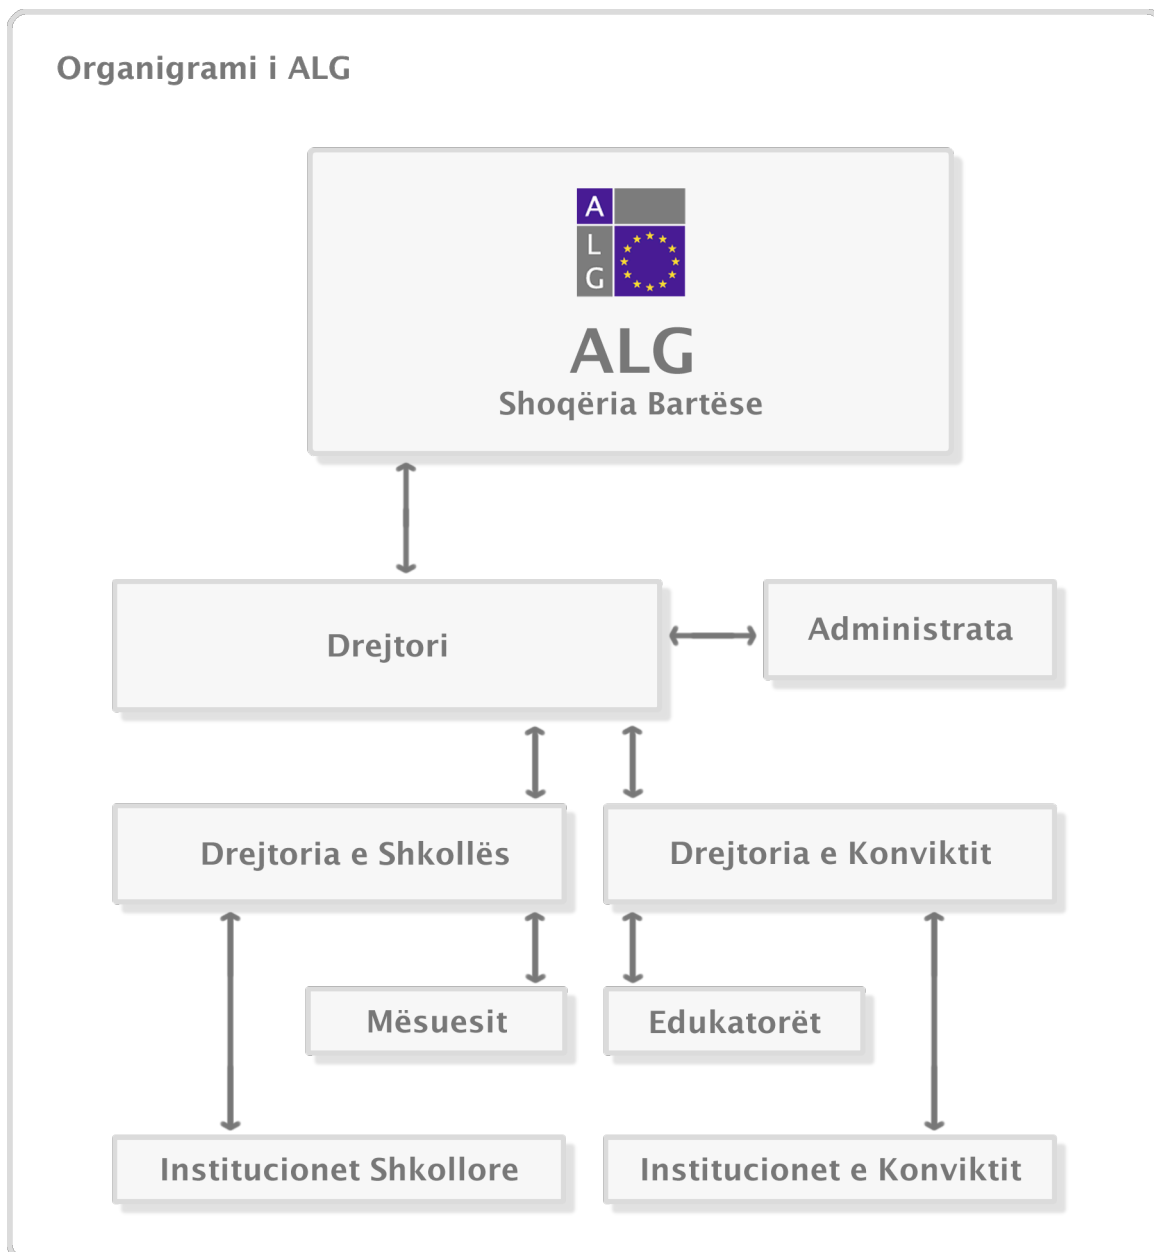 Organigrami i ALG
A
L
G
ALG
Shoqëria Bartëse
Drejtori
Administrata
Drejtoria e Shkollës
Drejtoria e Konviktit
Mësuesit
Edukatorët
Institucionet Shkollore
Institucionet e Konviktit